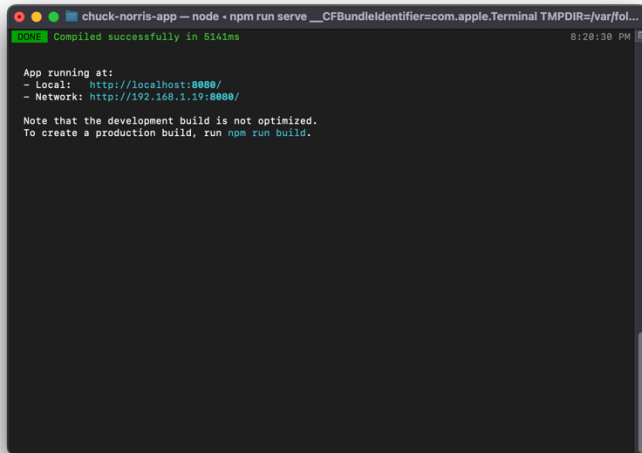 chuck-norris-app — node ◂ npm run serve __CFBundleIdentifier=com.apple.Terminal TMPDIR=/var/fol...
DONE Compiled successfully in 5141ms 8:20:30 PM
App running at:
- Local: http://localhost:8080/
- Network: http://192.168.1.19:8080/
Note that the development build is not optimized.
To create a production build, run npm run build.